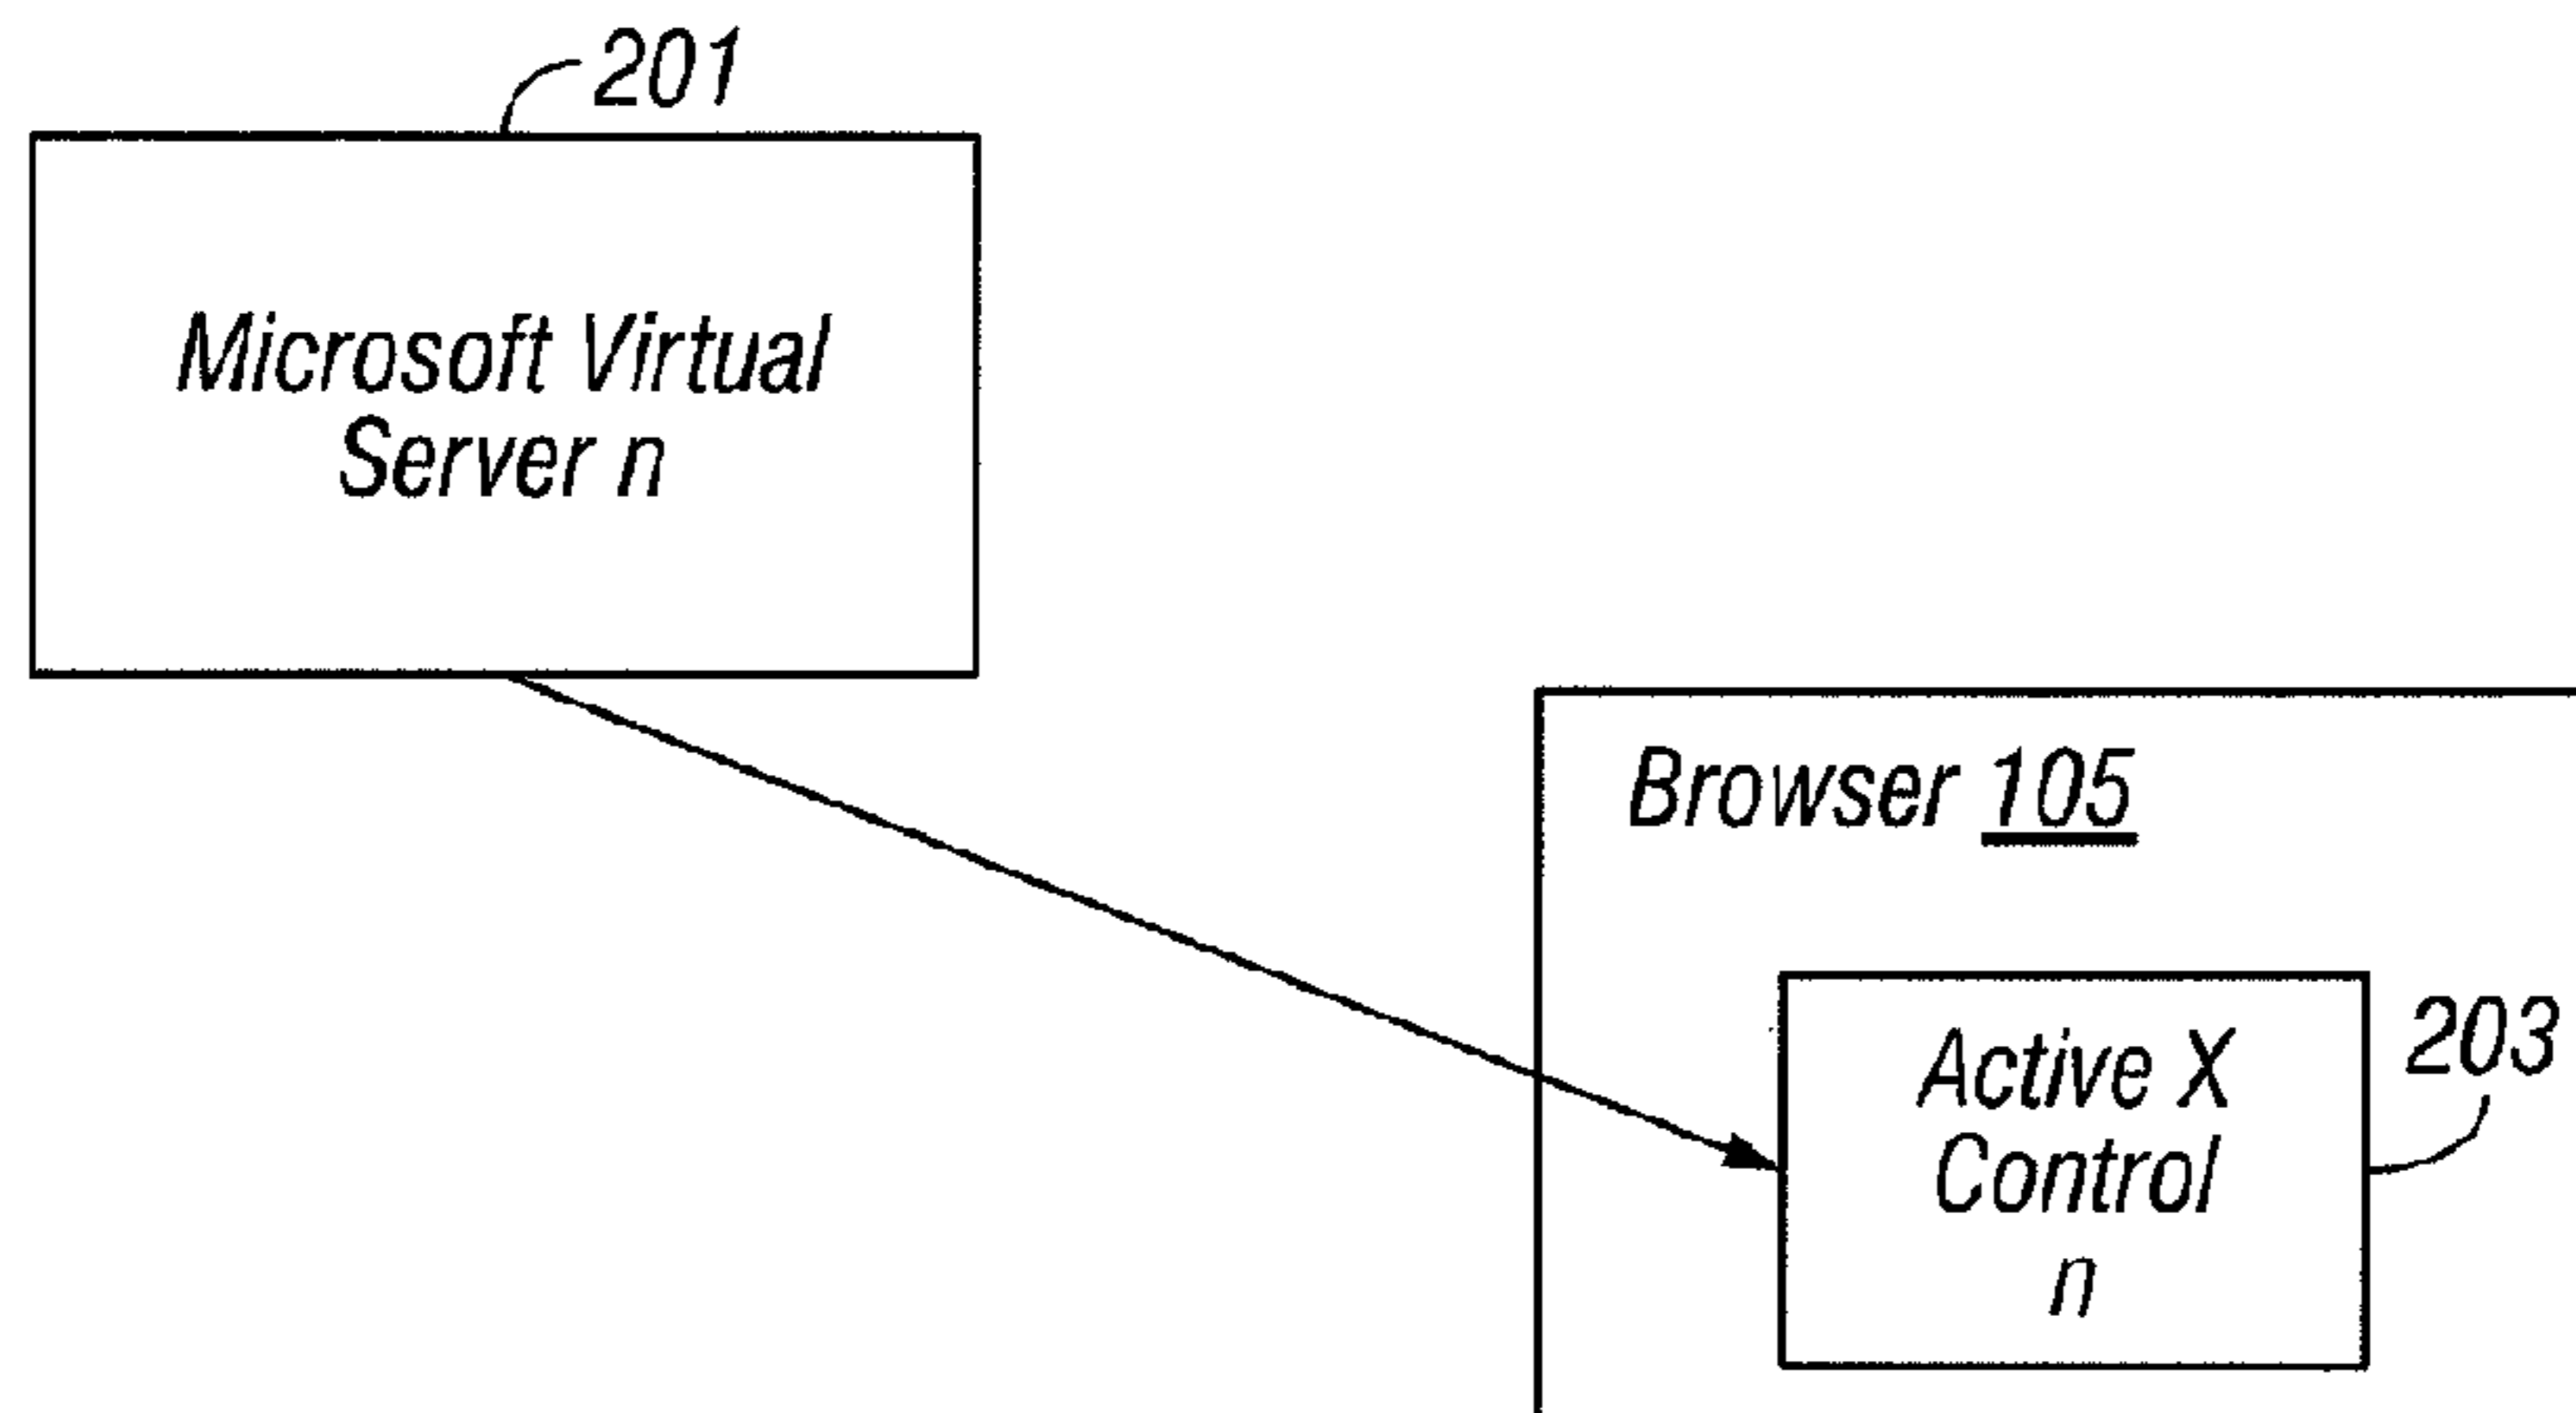 201
Microsoft Virtual
Server n
Browser 105
Active X
Control
n
203